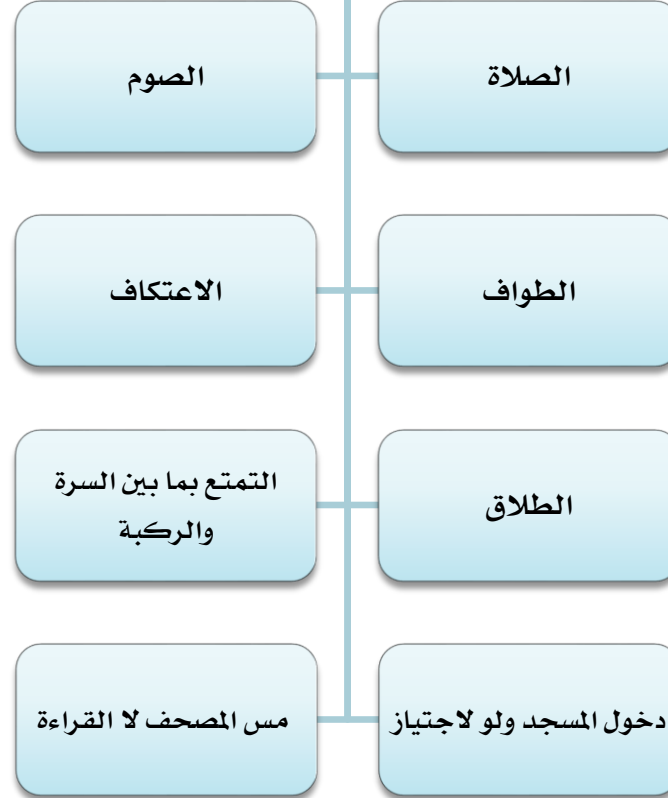 الصلاة
الصوم
الطواف
الاعتكاف
الطلاق
التمتع بما بين السرة
والركبة
دخول المسجد ولو لاجتياز
مس المصحف لا القراءة